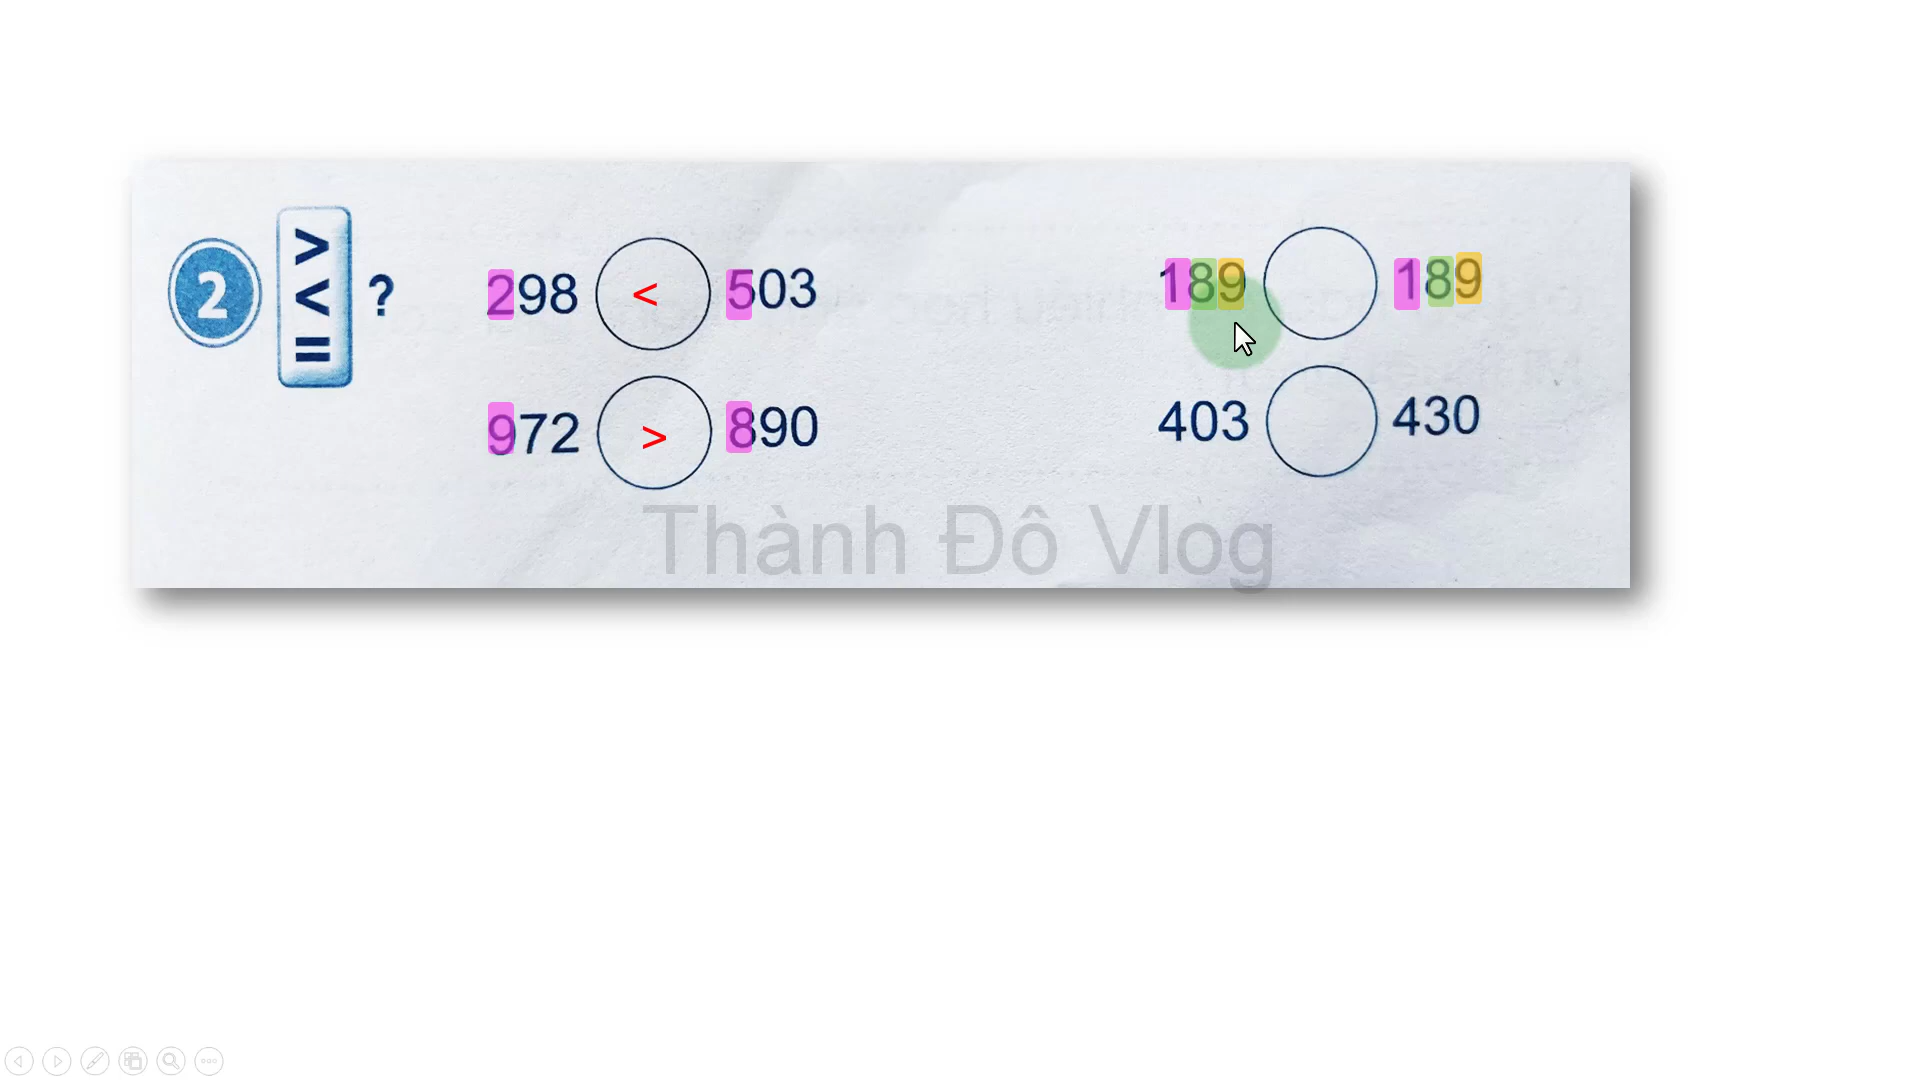 2 > < = ?
298 < 503
189 189
972 > 890
403 430
Thành Đô Vlog